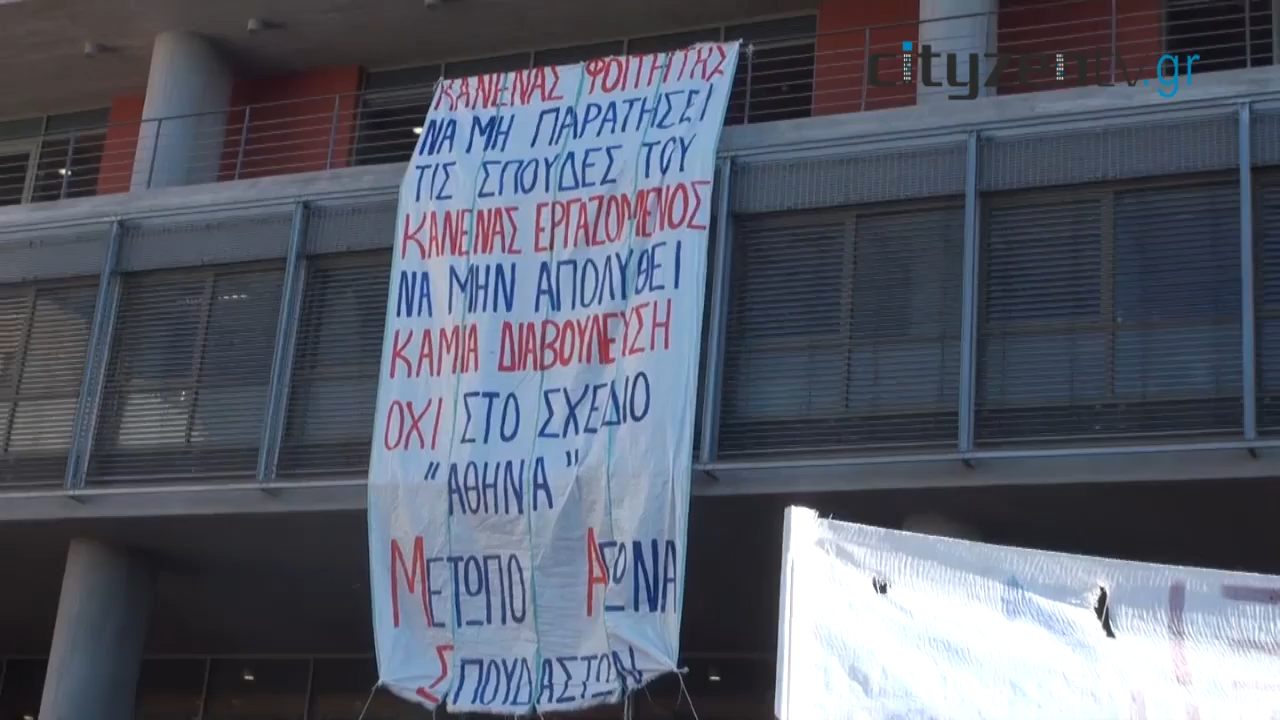 cityzentv.gr
ΚΑΝΕΝΑΣ ΦΟΙΤΗΤΗΣ
ΝΑ ΜΗ ΠΑΡΑΤΗΣΕΙ
ΤΙΣ ΣΠΟΥΔΕΣ ΤΟΥ
ΚΑΝΕΝΑΣ ΕΡΓΑΖΟΜΕΝΟΣ
ΝΑ ΜΗΝ ΑΠΟΛΥΘΕΙ
ΚΑΜΙΑ ΔΙΑΒΟΥΛΕΥΣΗ
ΟΧΙ ΣΤΟ ΣΧΕΔΙΟ
"ΑΘΗΝΑ"
ΜΕΤΩΠΟ ΑΓΩΝΑ
ΣΠΟΥΔΑΣΤΩΝ